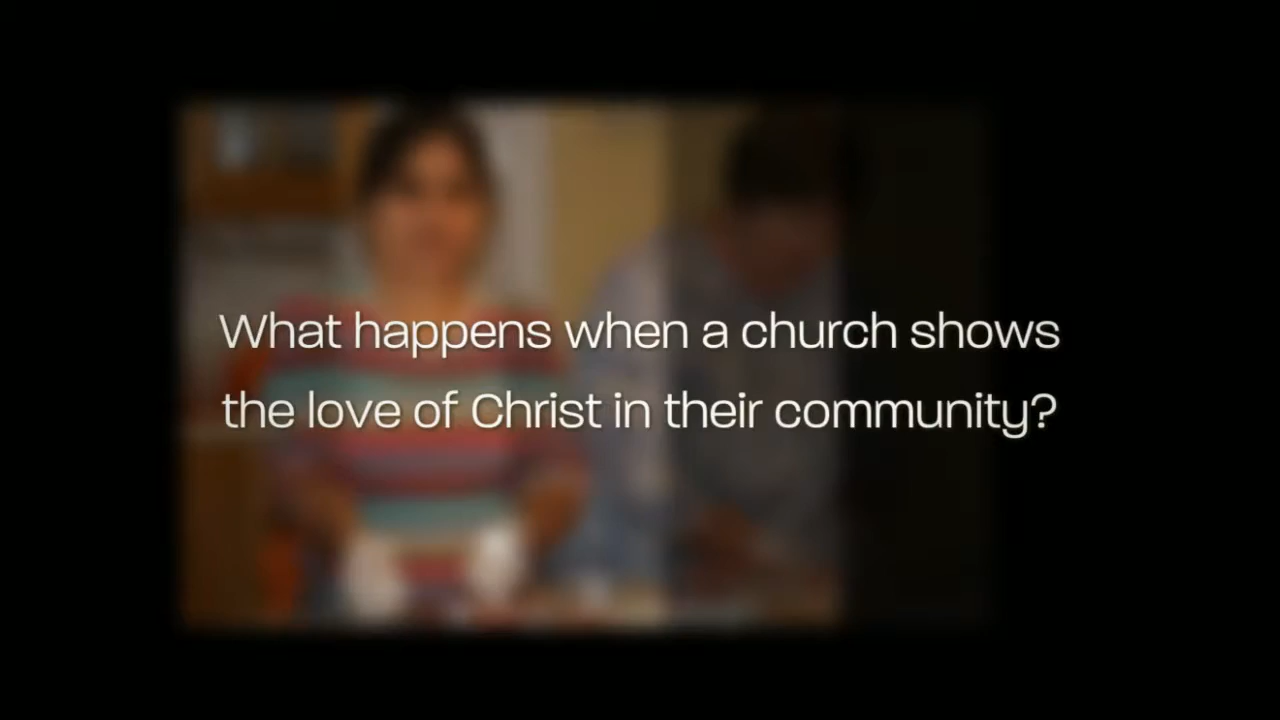 What happens when a church shows
the love of Christ in their community?